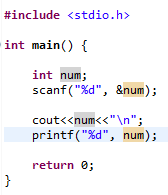 #include <stdio.h>
int main() {
int num;
scanf("%d", &num);
cout<<num<<"\n";
printf("%d", num);
return 0;
}